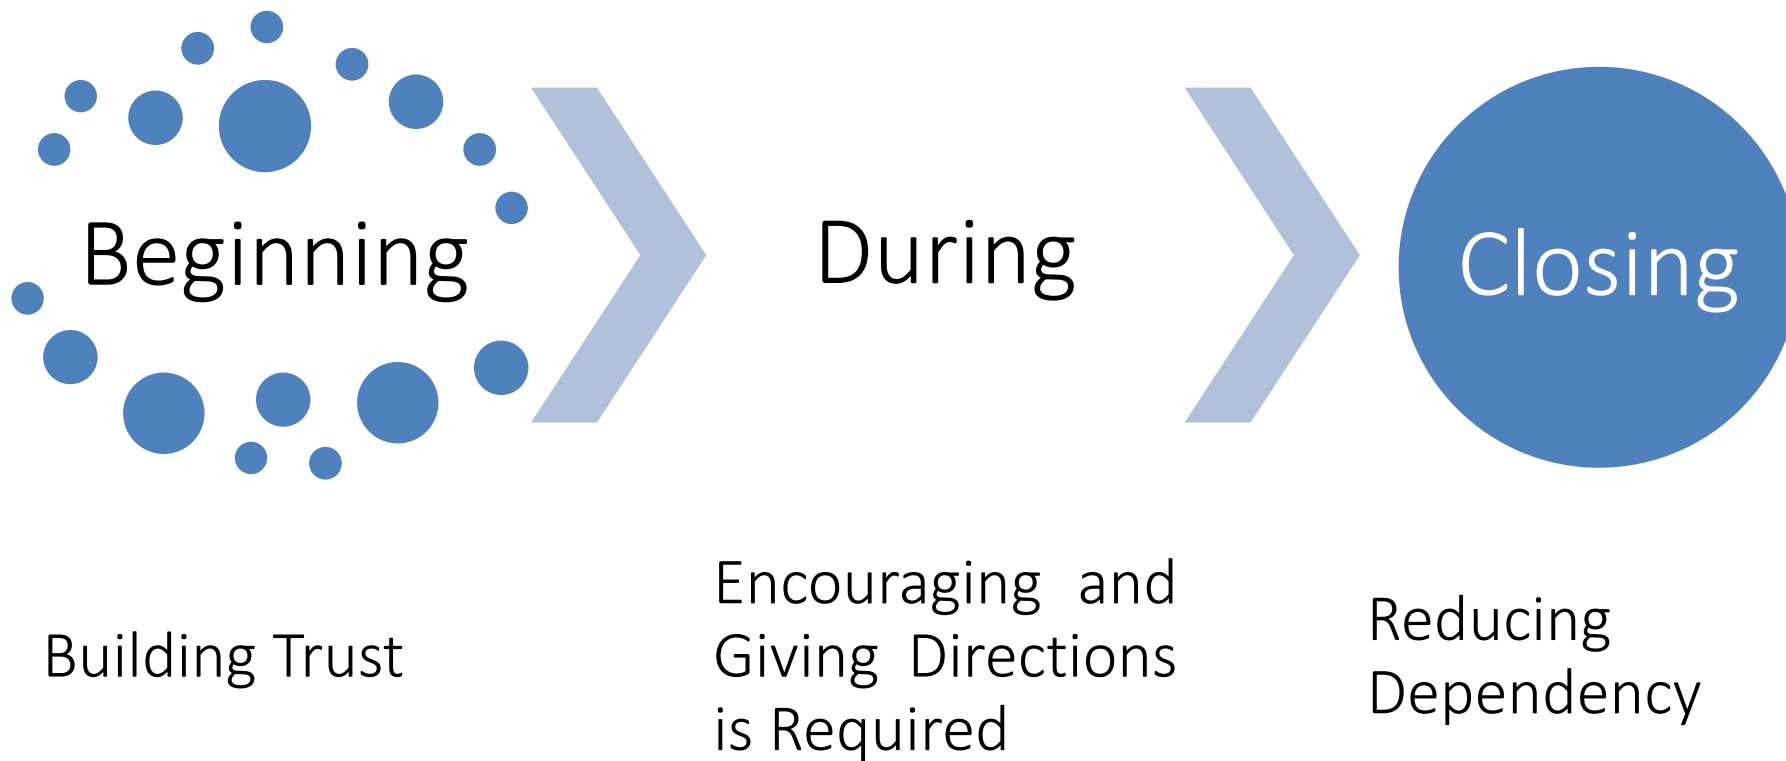 Beginning
During
Closing
Building Trust
Encouraging and
Giving Directions
is Required
Reducing
Dependency